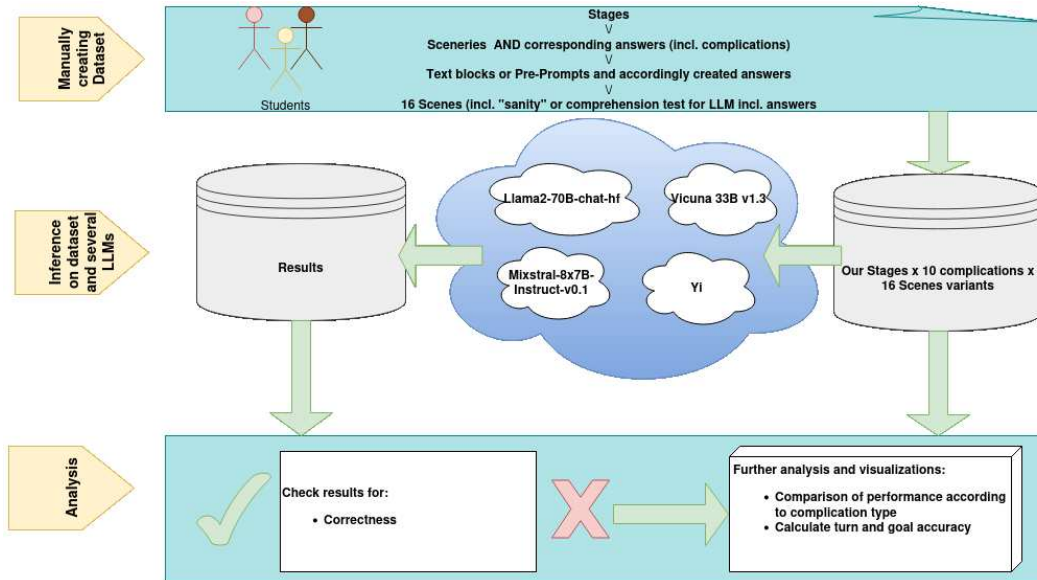 Manually
creating
Dataset
Students
Stages
\/
Sceneries AND corresponding answers (incl. complications)
\/
Text blocks or Pre-Prompts and accordingly created answers
\/
16 Scenes (incl. "sanity" or comprehension test for LLM incl. answers
Inference
on dataset
and several
LLMs
Results
Llama2-70B-chat-hf
Vicuna 33B v1.3
Mixstral-8x7B-
Instruct-v0.1
Yi
Our Stages x 10 complications x
16 Scenes variants
Analysis
Check results for:
• Correctness
Further analysis and visualizations:
• Comparison of performance according
to complication type
• Calculate turn and goal accuracy